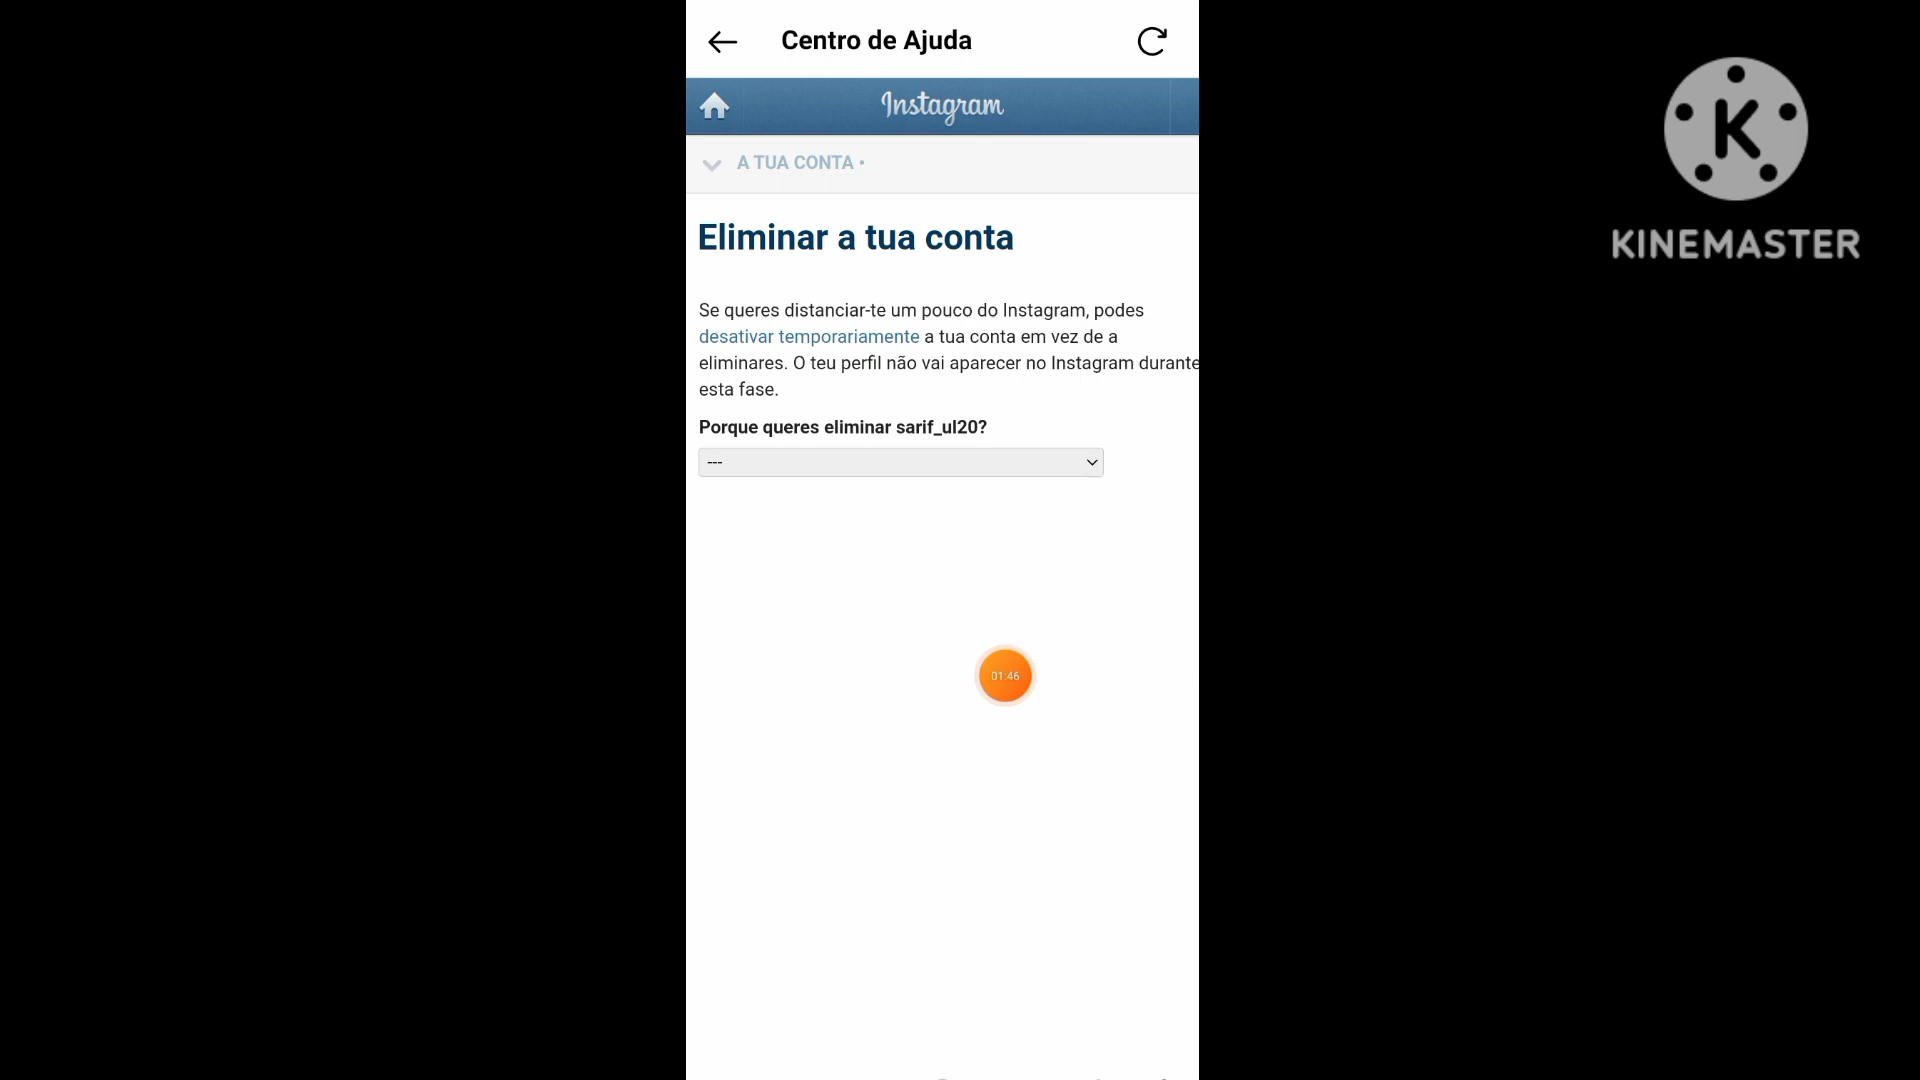 Centro de Ajuda
Instagram
A TUA CONTA •
Eliminar a tua conta
Se queres distanciar-te um pouco do Instagram, podes
desativar temporariamente a tua conta em vez de a
eliminares. O teu perfil não vai aparecer no Instagram durante
esta fase.
Porque queres eliminar sarif_ul20?
---
01:46
K
KINEMASTER